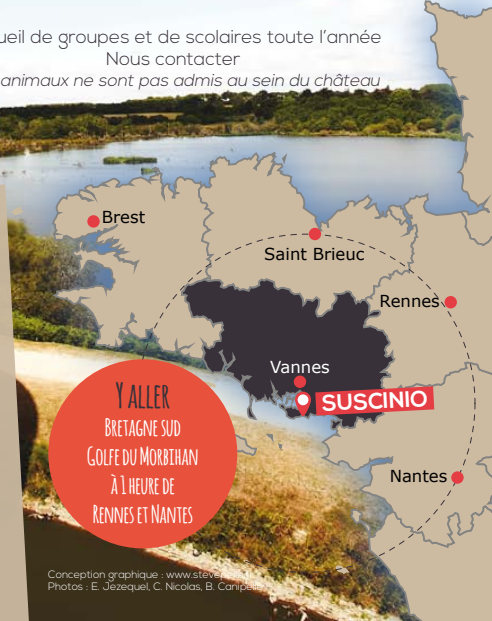 ueil de groupes et de scolaires toute l'année
Nous contacter
animaux ne sont pas admis au sein du château
Brest
Saint Brieuc
Rennes
Vannes
SUSCINIO
Nantes
Y ALLER
BRETAGNE SUD
GOLFE DU MORBIHAN
À 1 HEURE DE
RENNES ET NANTES
Conception graphique : www.steve
Photos : E. Jezequel, C. Nicolas, B. Canipelle